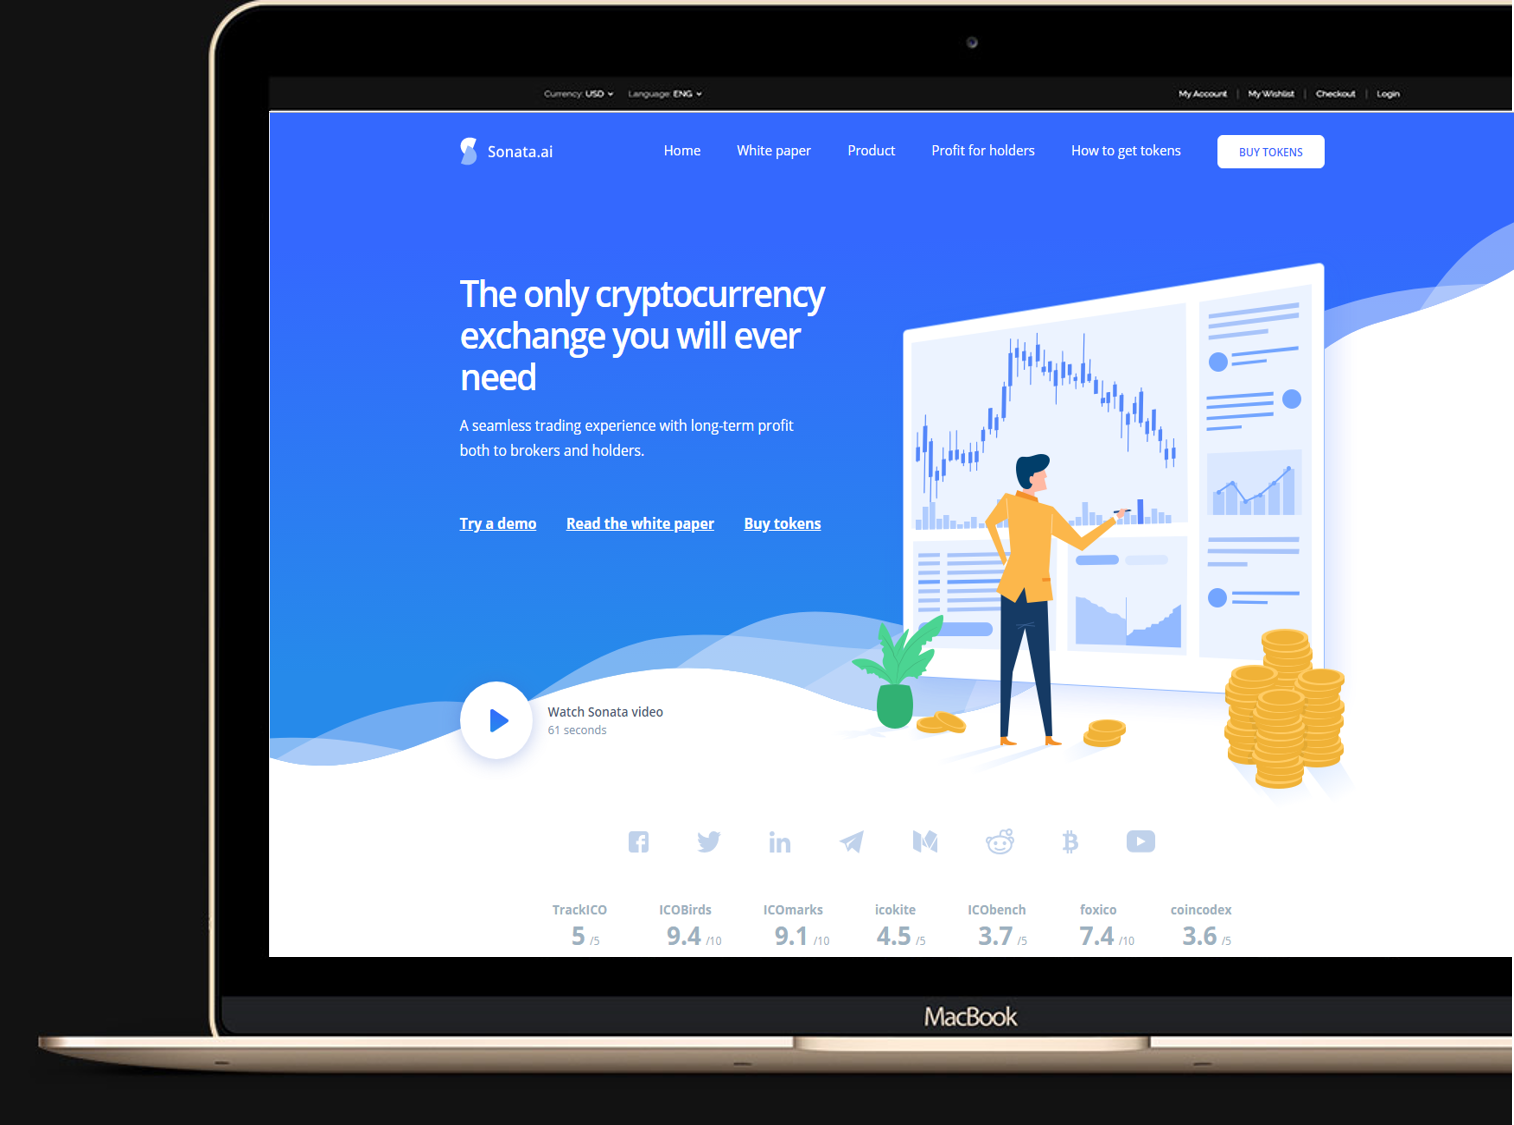 Currency: USD Language: ENG My Account | My Wishlist | Checkout | Login
Sonata.ai Home White paper Product Profit for holders How to get tokens BUY TOKENS
The only cryptocurrency
exchange you will ever
need
A seamless trading experience with long-term profit
both to brokers and holders.
Try a demo Read the white paper Buy tokens
Watch Sonata video
61 seconds
TrackICO ICOBirds ICOmarks icokite ICObench foxico coincodex
5 /5 9.4 /10 9.1 /10 4.5 /5 3.7 /5 7.4 /10 3.6 /5
MacBook